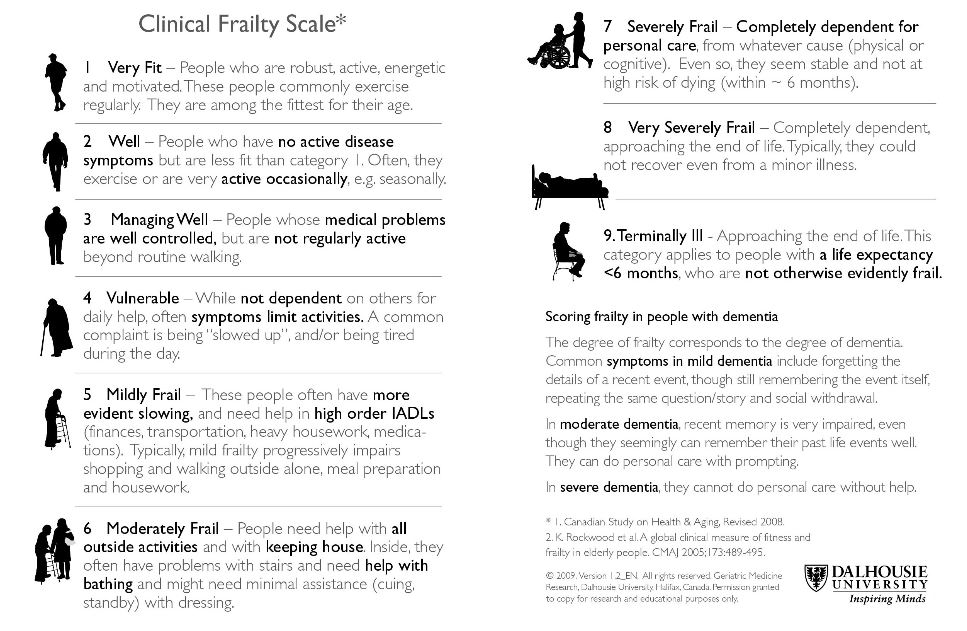 Clinical Frailty Scale*
1 Very Fit – People who are robust, active, energetic
and motivated. These people commonly exercise
regularly. They are among the fittest for their age.
2 Well – People who have no active disease
symptoms but are less fit than category 1. Often, they
exercise or are very active occasionally, e.g. seasonally.
3 Managing Well – People whose medical problems
are well controlled, but are not regularly active
beyond routine walking.
4 Vulnerable – While not dependent on others for
daily help, often symptoms limit activities. A common
complaint is being "slowed up", and/or being tired
during the day.
5 Mildly Frail – These people often have more
evident slowing, and need help in high order IADLs
(finances, transportation, heavy housework, medica-
tions). Typically, mild frailty progressively impairs
shopping and walking outside alone, meal preparation
and housework.
6 Moderately Frail – People need help with all
outside activities and with keeping house. Inside, they
often have problems with stairs and need help with
bathing and might need minimal assistance (cuing,
standby) with dressing.
7 Severely Frail – Completely dependent for
personal care, from whatever cause (physical or
cognitive). Even so, they seem stable and not at
high risk of dying (within ~ 6 months).
8 Very Severely Frail – Completely dependent,
approaching the end of life. Typically, they could
not recover even from a minor illness.
9. Terminally Ill - Approaching the end of life. This
category applies to people with a life expectancy
<6 months, who are not otherwise evidently frail.
Scoring frailty in people with dementia
The degree of frailty corresponds to the degree of dementia.
Common symptoms in mild dementia include forgetting the
details of a recent event, though still remembering the event itself,
repeating the same question/story and social withdrawal.
In moderate dementia, recent memory is very impaired, even
though they seemingly can remember their past life events well.
They can do personal care with prompting.
In severe dementia, they cannot do personal care without help.
* 1. Canadian Study on Health & Aging, Revised 2008.
2. K. Rockwood et al. A global clinical measure of fitness and
frailty in elderly people. CMAJ 2005;173:489-495.
© 2009. Version 1.2_EN. All rights reserved. Geriatric Medicine
Research, Dalhousie University, Halifax, Canada. Permission granted
to copy for research and educational purposes only.
DALHOUSIE
UNIVERSITY
Inspiring Minds